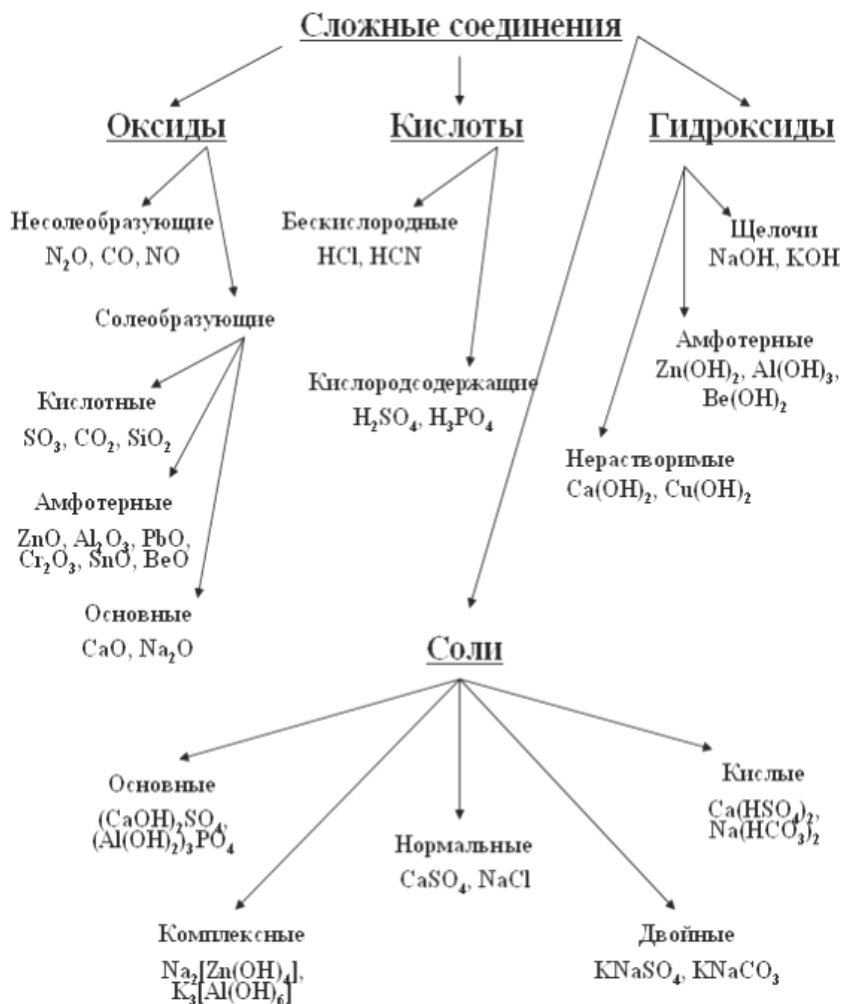 Сложные соединения
Оксиды
Кислоты
Гидроксиды
Несолеобразующие
N₂O, CO, NO
Бескислородные
HCl, HCN
Щелочи
NaOH, KOH
Солеобразующие
Амфотерные
Zn(OH)₂, Al(OH)₃,
Be(OH)₂
Кислотные
SO₃, CO₂, SiO₂
Кислородсодержащие
H₂SO₄, H₃PO₄
Нерастворимые
Ca(OH)₂, Cu(OH)₂
Амфотерные
ZnO, Al₂O₃, PbO,
Cr₂O₃, SnO, BeO
Основные
CaO, Na₂O
Соли
Основные
(CaOH)₂SO₄,
(Al(OH)₂)₃PO₄
Кислые
Ca(HSO₄)₂,
Na(HCO₃)₂
Нормальные
CaSO₄, NaCl
Комплексные
Na₂[Zn(OH)₄],
K₃[Al(OH)₆]
Двойные
KNaSO₄, KNaCO₃